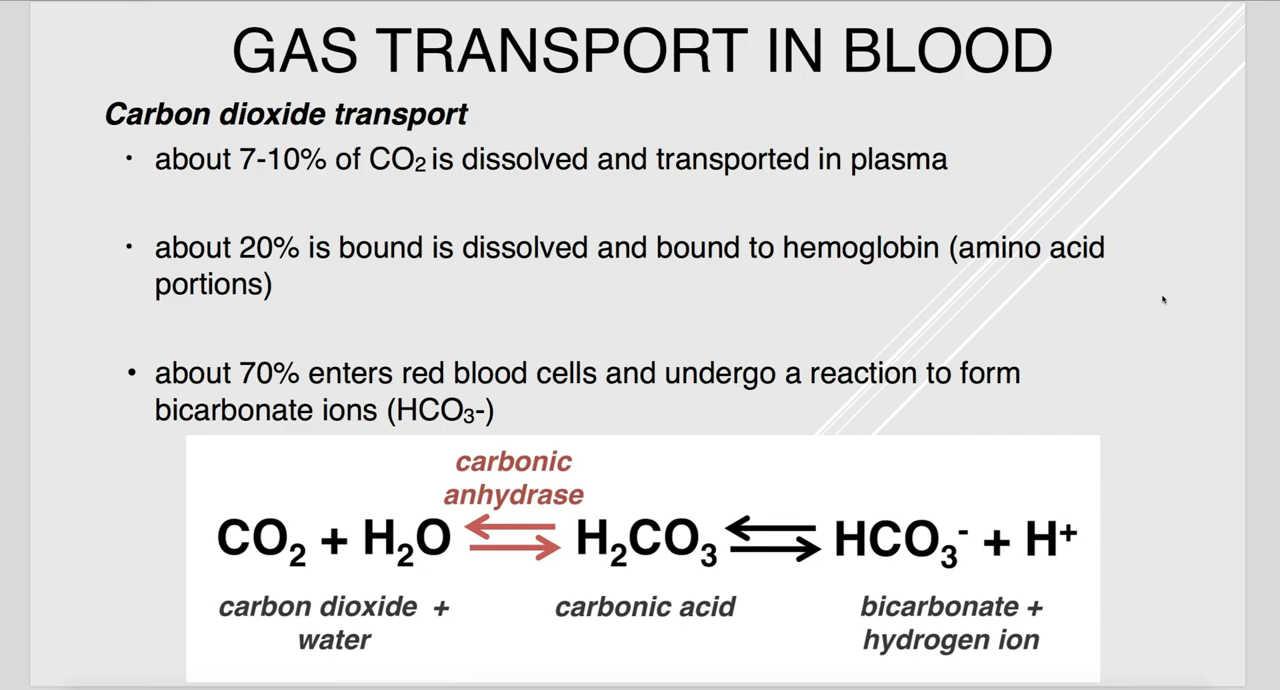 GAS TRANSPORT IN BLOOD
Carbon dioxide transport
· about 7-10% of CO₂ is dissolved and transported in plasma
· about 20% is bound is dissolved and bound to hemoglobin (amino acid
portions)
• about 70% enters red blood cells and undergo a reaction to form
bicarbonate ions (HCO₃-)
carbonic
anhydrase
CO₂ + H₂O ⇌ H₂CO₃ ⇌ HCO₃⁻ + H⁺
carbon dioxide + carbonic acid bicarbonate +
water hydrogen ion